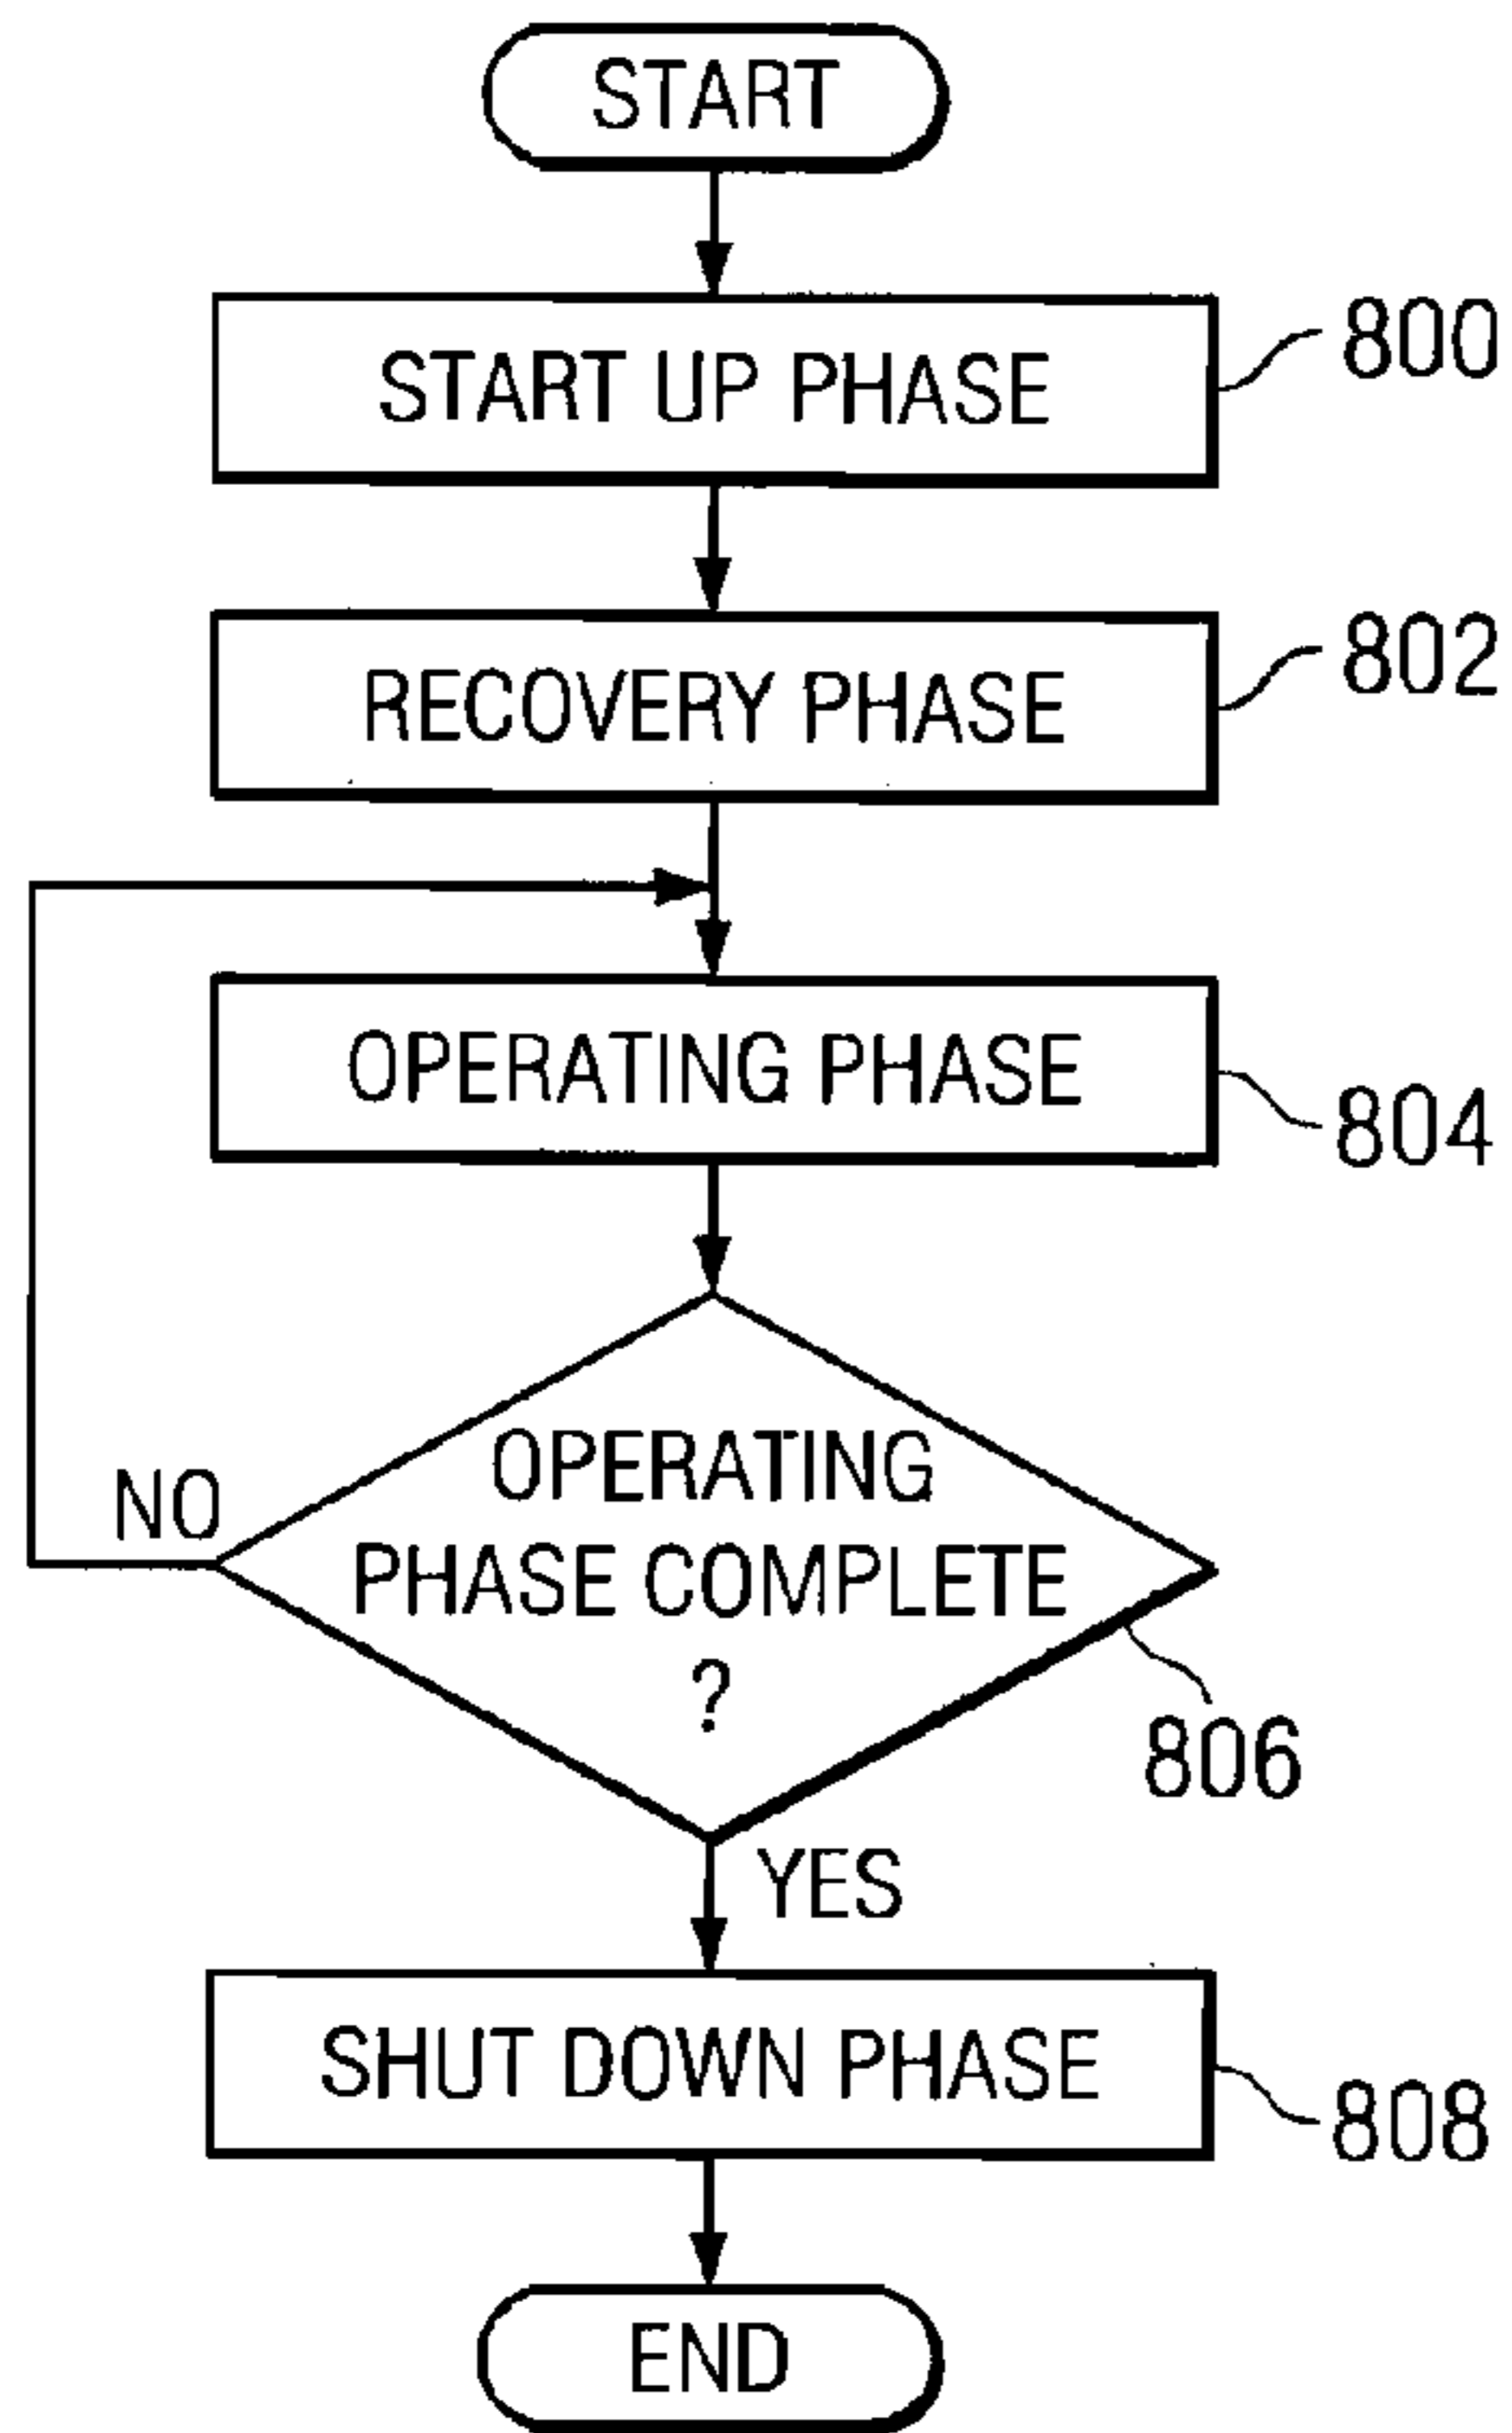 START
START UP PHASE
800
RECOVERY PHASE
802
OPERATING PHASE
804
OPERATING
PHASE COMPLETE
?
NO
806
YES
SHUT DOWN PHASE
808
END